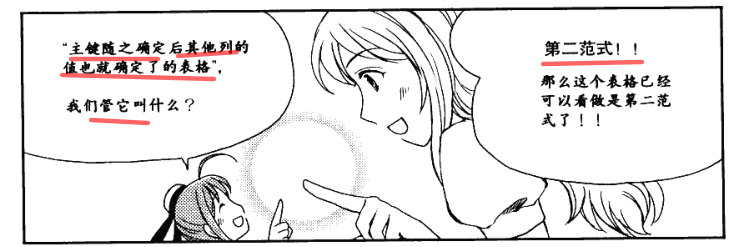 “主键随之确定后其他列的
值也就确定了的表格”，
我们管它叫什么？
第二范式！！
那么这个表格已经
可以看做是第二范
式了！！